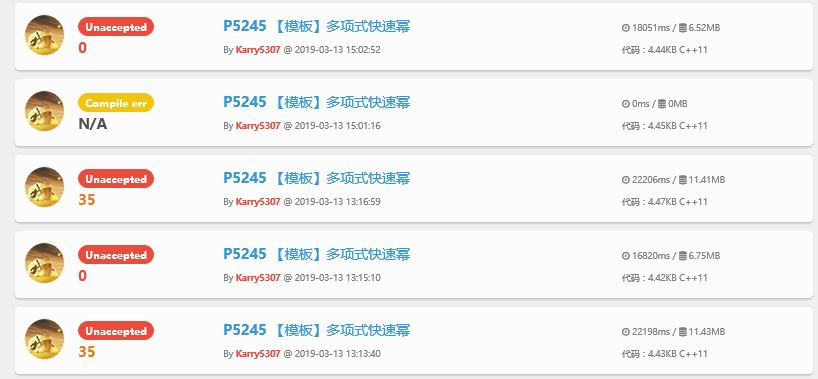 Unaccepted P5245 【模板】多项式快速幂 18051ms / 6.52MB
0 By Karry5307 @ 2019-03-13 15:02:52 代码：4.44KB C++11
Compile err P5245 【模板】多项式快速幂 0ms / 0MB
N/A By Karry5307 @ 2019-03-13 15:01:16 代码：4.45KB C++11
Unaccepted P5245 【模板】多项式快速幂 22206ms / 11.41MB
35 By Karry5307 @ 2019-03-13 13:16:59 代码：4.47KB C++11
Unaccepted P5245 【模板】多项式快速幂 16820ms / 6.75MB
0 By Karry5307 @ 2019-03-13 13:15:10 代码：4.42KB C++11
Unaccepted P5245 【模板】多项式快速幂 22198ms / 11.43MB
35 By Karry5307 @ 2019-03-13 13:13:40 代码：4.43KB C++11